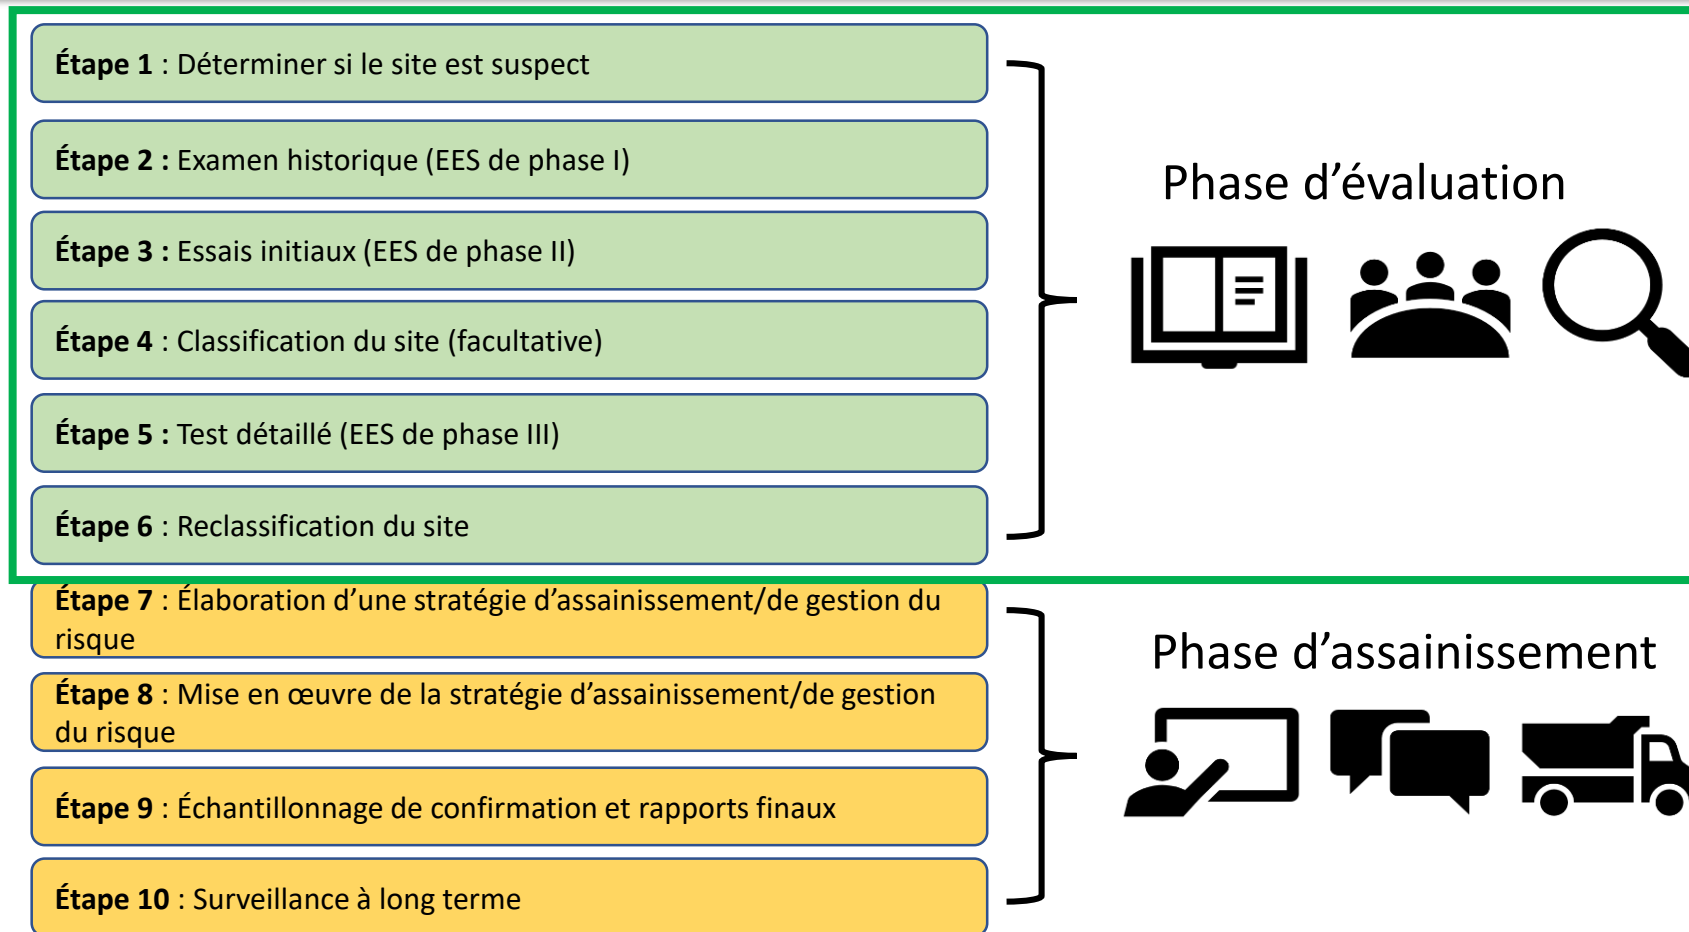 Étape 1 : Déterminer si le site est suspect
Étape 2 : Examen historique (EES de phase I)
Étape 3 : Essais initiaux (EES de phase II)
Étape 4 : Classification du site (facultative)
Étape 5 : Test détaillé (EES de phase III)
Étape 6 : Reclassification du site
Phase d’évaluation
Étape 7 : Élaboration d’une stratégie d’assainissement/de gestion du
risque
Étape 8 : Mise en œuvre de la stratégie d’assainissement/de gestion
du risque
Étape 9 : Échantillonnage de confirmation et rapports finaux
Étape 10 : Surveillance à long terme
Phase d’assainissement